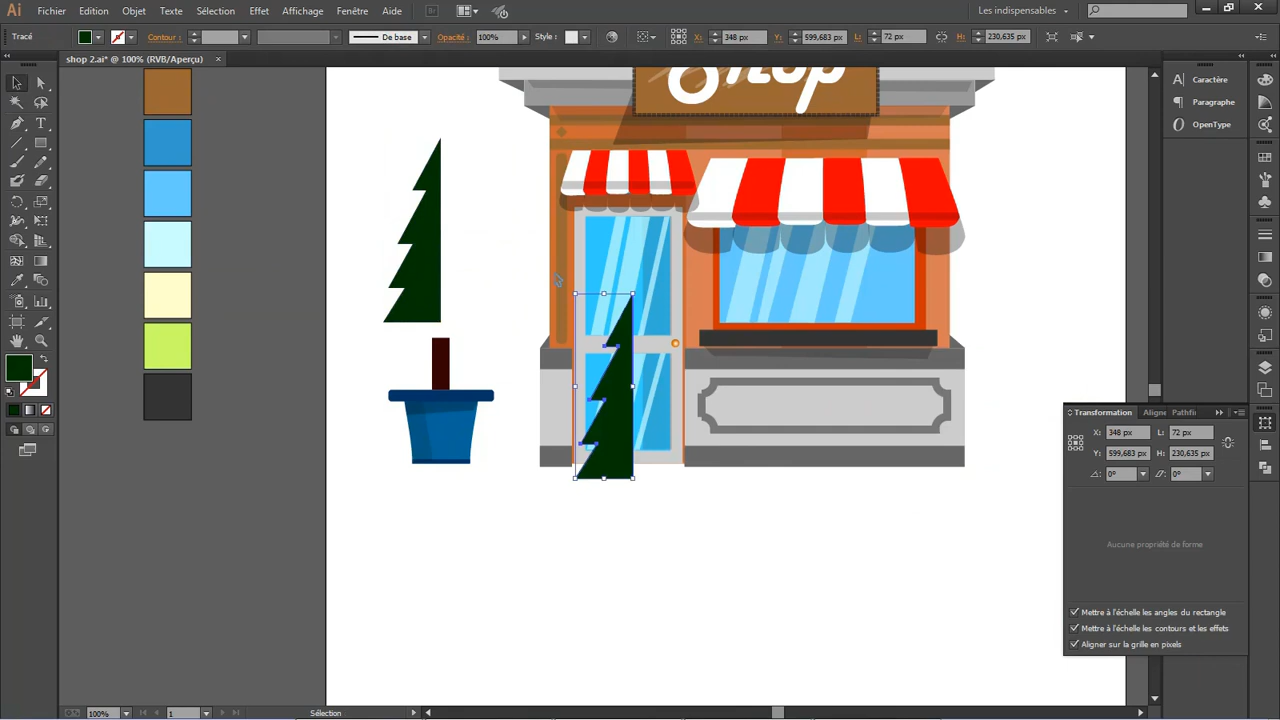 Ai Fichier Edition Objet Texte Sélection Effet Affichage Fenêtre Aide Br Les indispensables
Tracé Contour : De base Opacité : 100% Style : X : 348 px Y : 599,683 px L : 72 px H : 230,635 px
shop 2.ai* @ 100% (RVB/Aperçu) ×
Shop
Caractère
Paragraphe
OpenType
Transformation Aligne Pathfi
X: 348 px L: 72 px
Y: 599,683 px H: 230,635 px
0° 0°
Aucune propriété de forme
Mettre à l'échelle les angles du rectangle
Mettre à l'échelle les contours et les effets
Aligner sur la grille en pixels
100% 1 Sélection